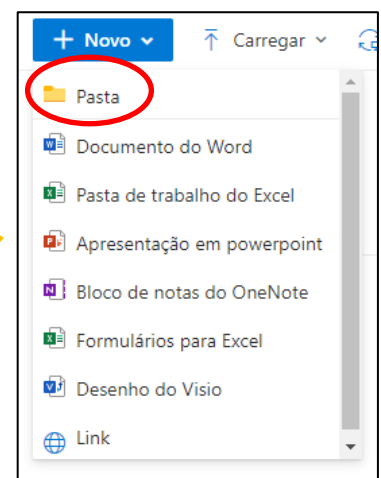 + Novo Carregar
Pasta
Documento do Word
Pasta de trabalho do Excel
Apresentação em powerpoint
Bloco de notas do OneNote
Formulários para Excel
Desenho do Visio
Link